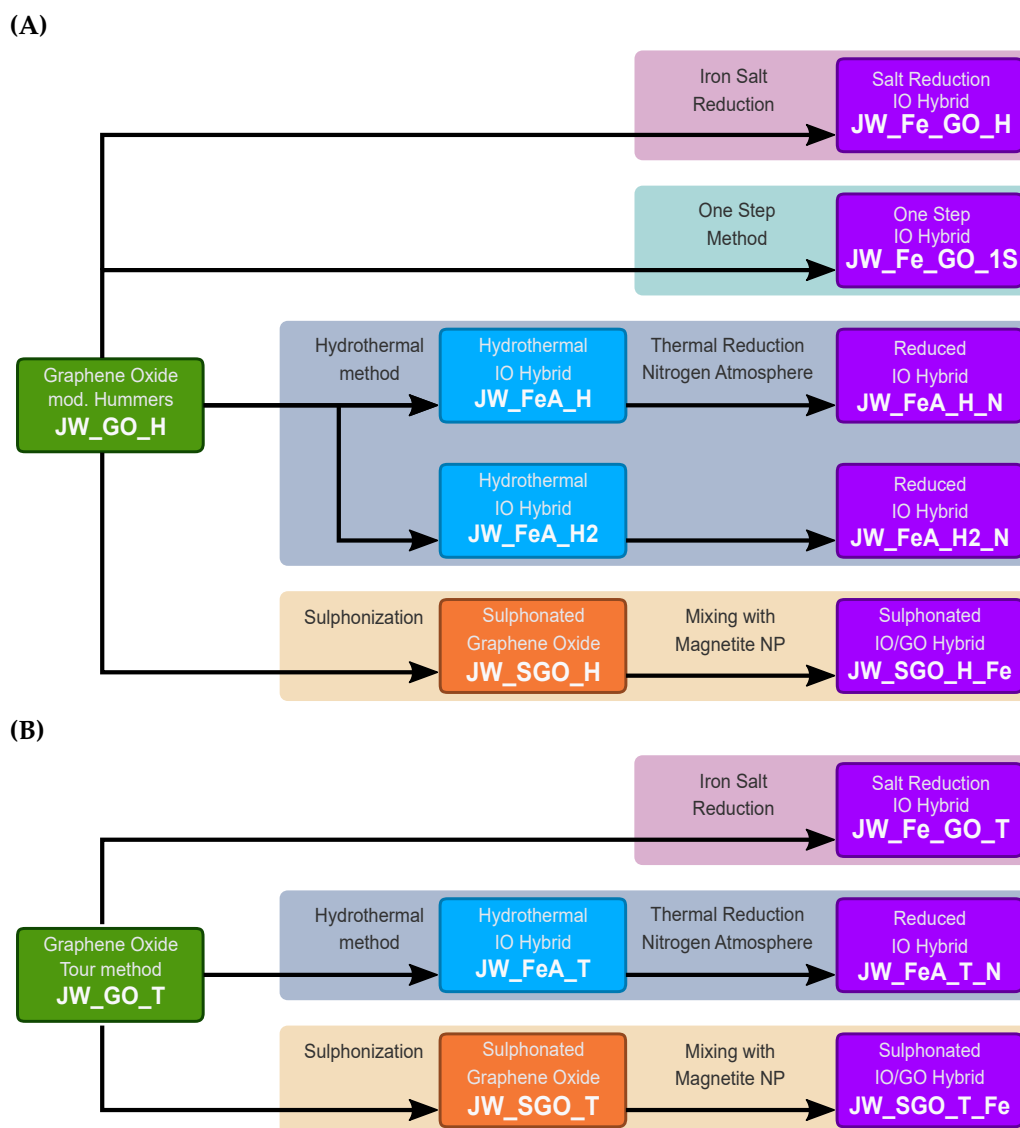 (A)
Iron Salt
Reduction
Salt Reduction
IO Hybrid
JW_Fe_GO_H
One Step
Method
One Step
IO Hybrid
JW_Fe_GO_1S
Graphene Oxide
mod. Hummers
JW_GO_H
Hydrothermal
method
Hydrothermal
IO Hybrid
JW_FeA_H
Thermal Reduction
Nitrogen Atmosphere
Reduced
IO Hybrid
JW_FeA_H_N
Hydrothermal
IO Hybrid
JW_FeA_H2
Reduced
IO Hybrid
JW_FeA_H2_N
Sulphonization
Sulphonated
Graphene Oxide
JW_SGO_H
Mixing with
Magnetite NP
Sulphonated
IO/GO Hybrid
JW_SGO_H_Fe
(B)
Iron Salt
Reduction
Salt Reduction
IO Hybrid
JW_Fe_GO_T
Graphene Oxide
Tour method
JW_GO_T
Hydrothermal
method
Hydrothermal
IO Hybrid
JW_FeA_T
Thermal Reduction
Nitrogen Atmosphere
Reduced
IO Hybrid
JW_FeA_T_N
Sulphonization
Sulphonated
Graphene Oxide
JW_SGO_T
Mixing with
Magnetite NP
Sulphonated
IO/GO Hybrid
JW_SGO_T_Fe